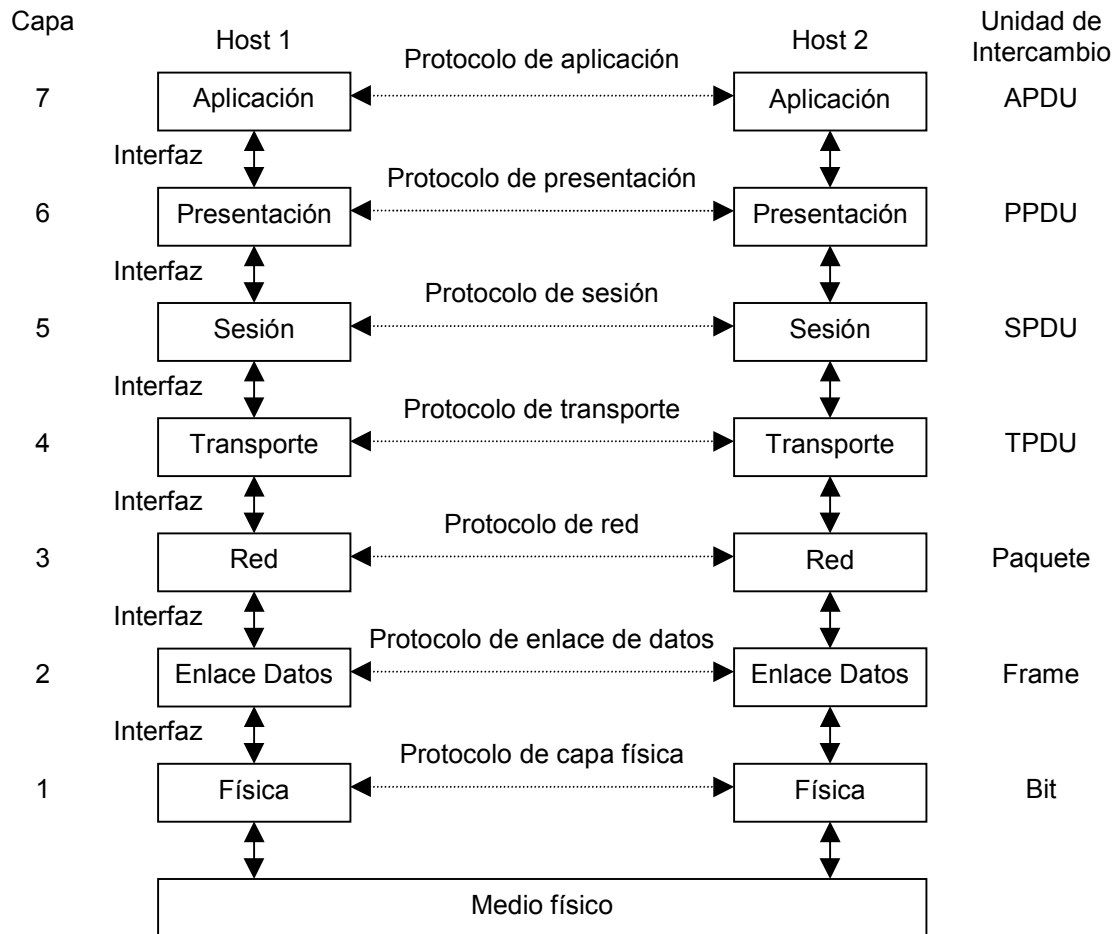 Capa
Host 1
Host 2
Unidad de
Intercambio
Protocolo de aplicación
7
Aplicación
Aplicación
APDU
Interfaz
Protocolo de presentación
6
Presentación
Presentación
PPDU
Interfaz
Protocolo de sesión
5
Sesión
Sesión
SPDU
Interfaz
Protocolo de transporte
4
Transporte
Transporte
TPDU
Interfaz
Protocolo de red
3
Red
Red
Paquete
Interfaz
Protocolo de enlace de datos
2
Enlace Datos
Enlace Datos
Frame
Interfaz
Protocolo de capa física
1
Física
Física
Bit
Medio físico